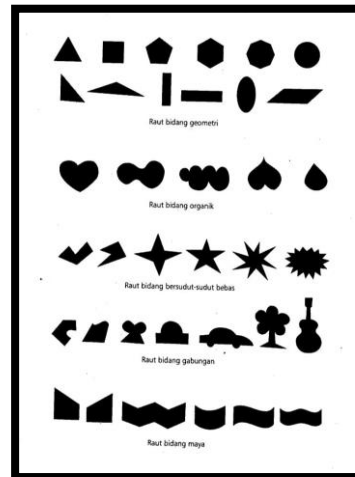 Raut bidang geometri
Raut bidang organik
Raut bidang bersudut-sudut bebas
Raut bidang gabungan
Raut bidang maya